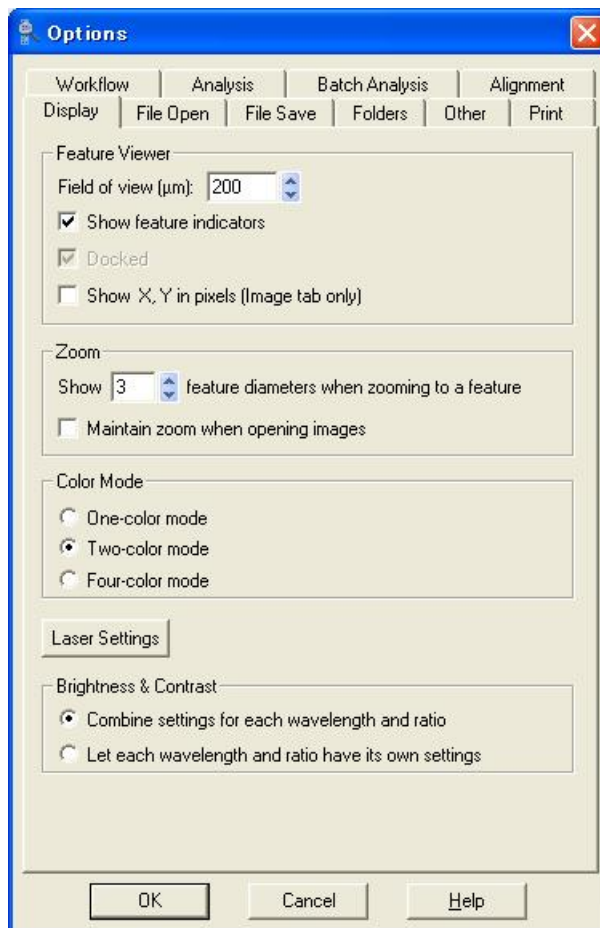 Options
Workflow Analysis Batch Analysis Alignment
Display File Open File Save Folders Other Print
Feature Viewer
Field of view (μm): 200
Show feature indicators
Docked
Show X, Y in pixels (Image tab only)
Zoom
Show 3 feature diameters when zooming to a feature
Maintain zoom when opening images
Color Mode
One-color mode
Two-color mode
Four-color mode
Laser Settings
Brightness & Contrast
Combine settings for each wavelength and ratio
Let each wavelength and ratio have its own settings
OK Cancel Help